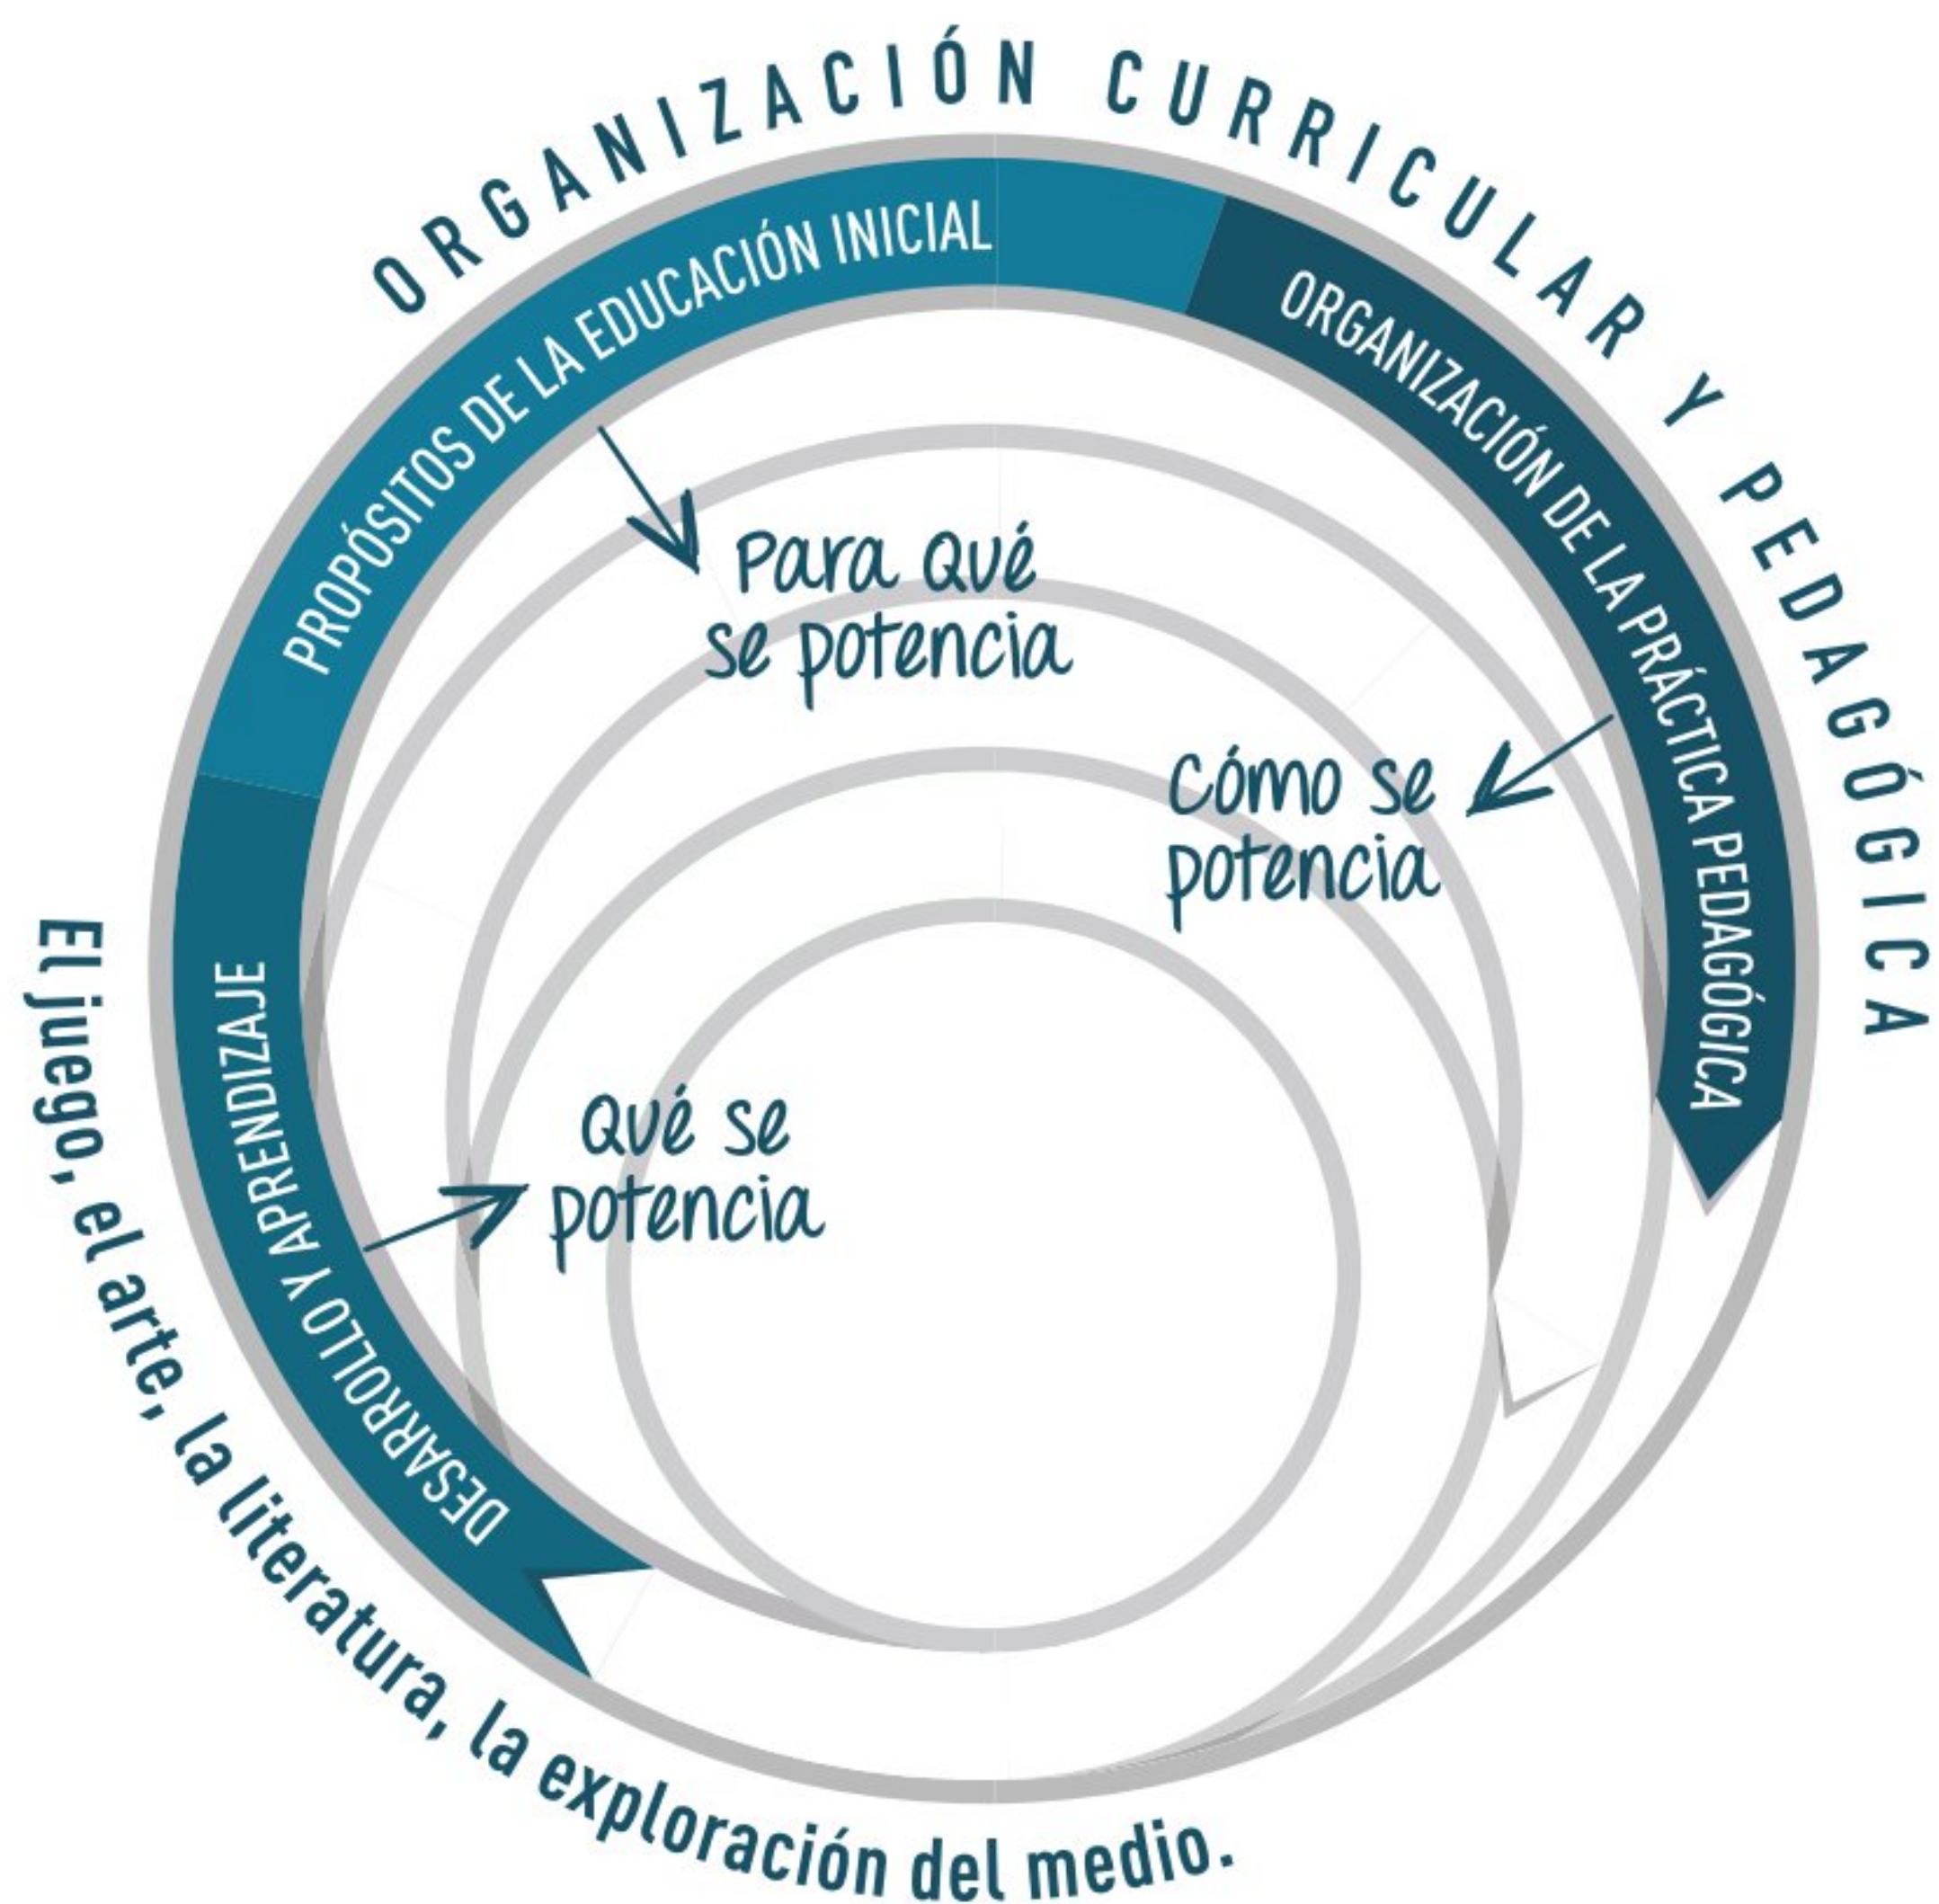 ORGANIZACIÓN CURRICULAR Y PEDAGÓGICA
PROPÓSITOS DE LA EDUCACIÓN INICIAL
ORGANIZACIÓN DE LA PRÁCTICA PEDAGÓGICA
Para Qué
se potencia
Cómo se
potencia
DESARROLLO Y APRENDIZAJE
Qué se
potencia
El juego, el arte, la literatura, la exploración del medio.